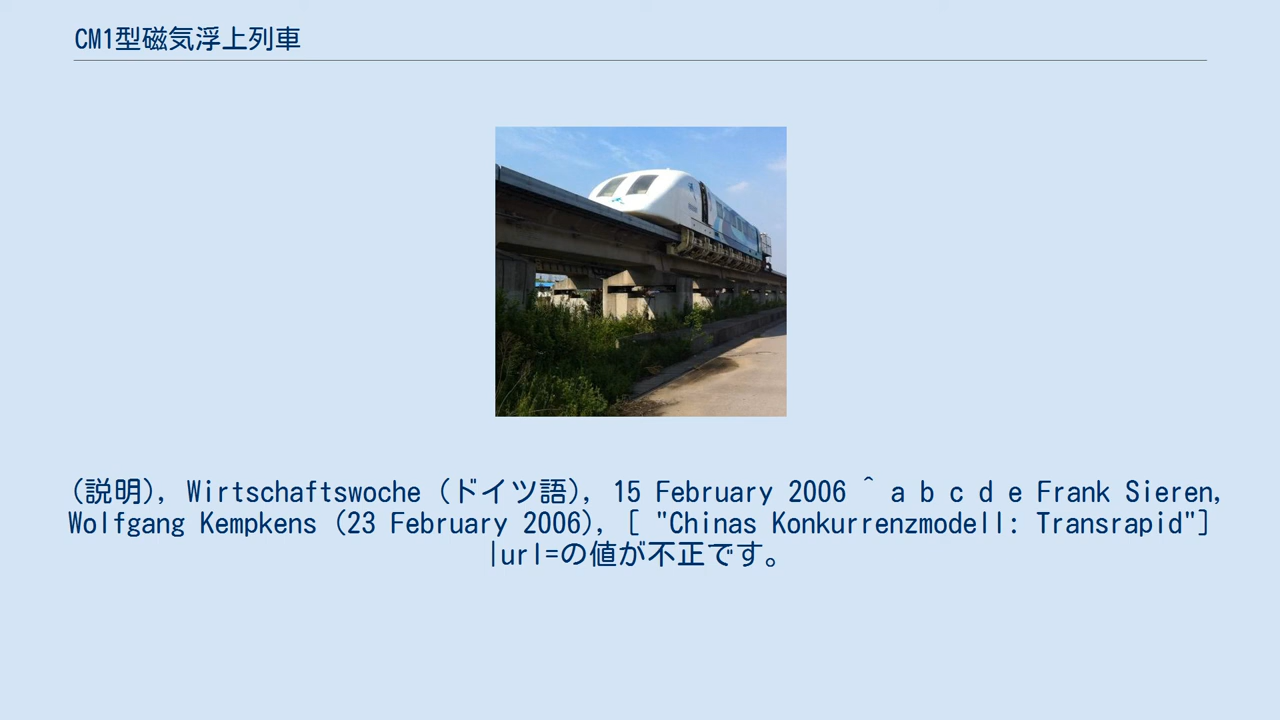 CM1型磁気浮上列車
(説明), Wirtschaftswoche (ドイツ語), 15 February 2006 ^ a b c d e Frank Sieren,
Wolfgang Kempkens (23 February 2006), [ "Chinas Konkurrenzmodell: Transrapid"]
|url=の値が不正です。